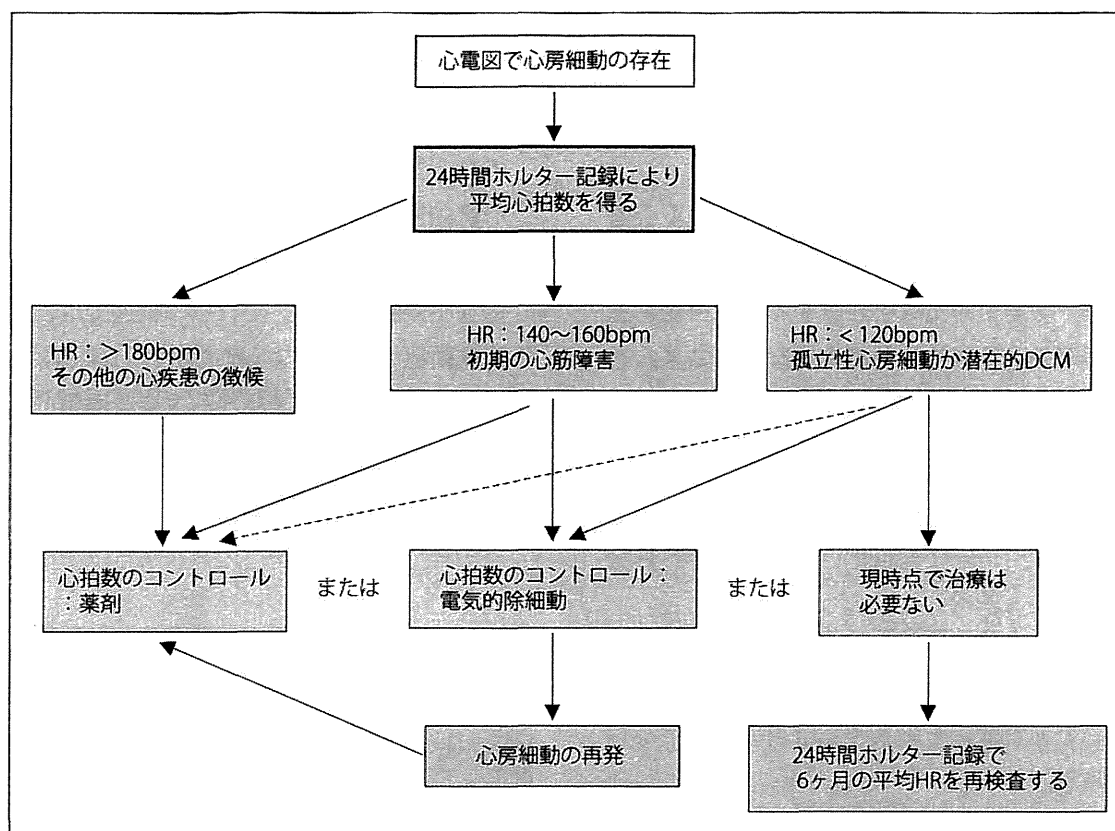 心電図で心房細動の存在
24時間ホルター記録により
平均心拍数を得る
HR：＞180bpm
その他の心疾患の徴候
HR：140～160bpm
初期の心筋障害
HR：＜120bpm
孤立性心房細動か潜在的DCM
心拍数のコントロール
：薬剤
または
心拍数のコントロール：
電気的除細動
または
現時点で治療は
必要ない
心房細動の再発
24時間ホルター記録で
6ヶ月の平均HRを再検査する